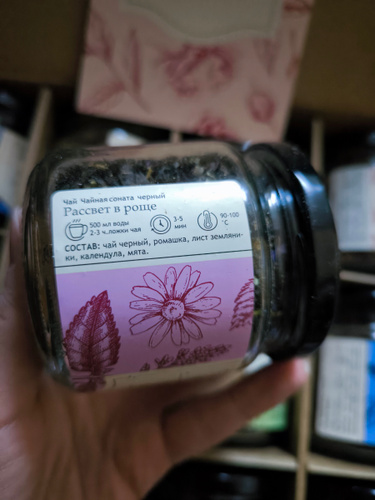 Чай Чайная соната черный
Рассвет в роще
500 мл воды
2-3 ч.ложки чая
3-5
мин
90-100
°C
СОСТАВ: чай черный, ромашка, лист земляни-
ки, календула, мята.